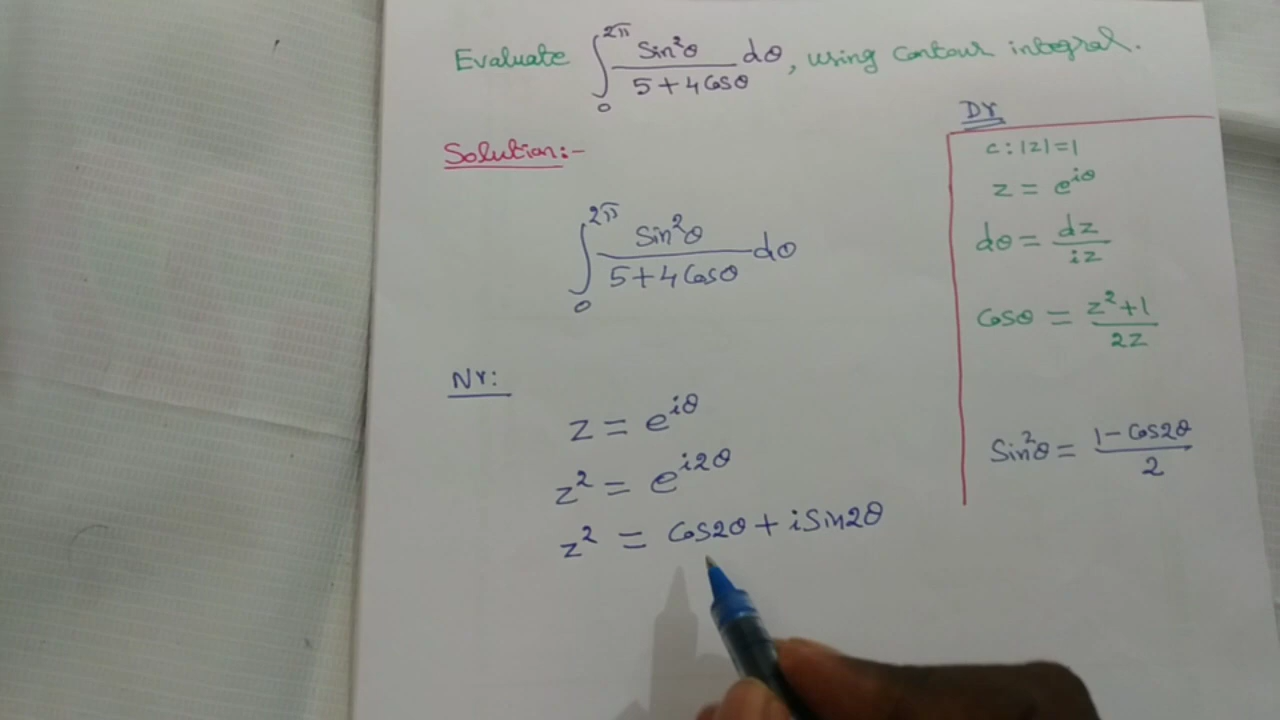 Evaluate ∫₀^2π Sin²θ / 5+4Cosθ dθ, using contour integral.
Solution:-
∫₀^2π Sin²θ / 5+4Cosθ dθ
Nr:
z = e^iθ
z² = e^i2θ
z² = Cos2θ + iSin2θ
Dr
c: |z|=1
z = e^iθ
dθ = dz / iz
Cosθ = z²+1 / 2z
Sin²θ = 1-Cos2θ / 2